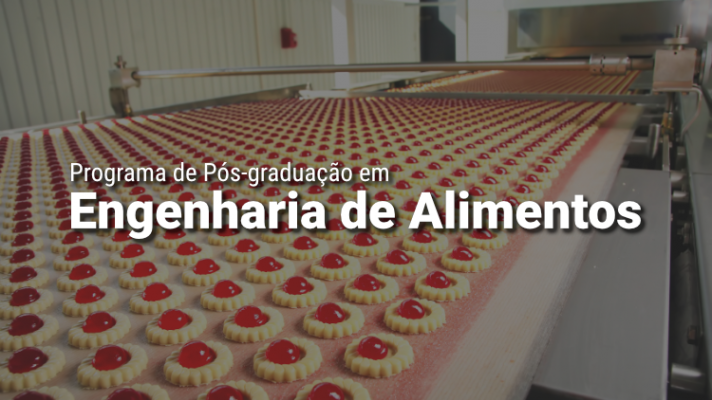 Programa de Pós-graduação em
Engenharia de Alimentos